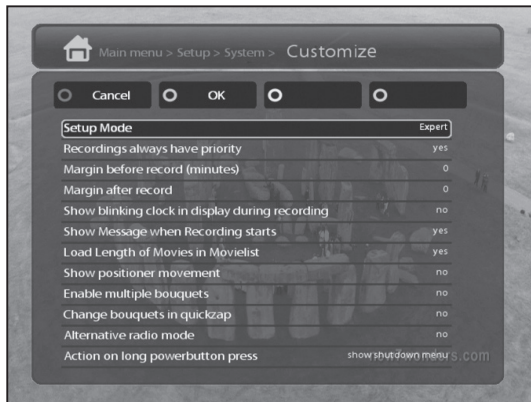 Main menu > Setup > System > Customize
Cancel OK
Setup Mode Expert
Recordings always have priority yes
Margin before record (minutes) 0
Margin after record 0
Show blinking clock in display during recording no
Show Message when Recording starts yes
Load Length of Movies in Movielist yes
Show positioner movement no
Enable multiple bouquets no
Change bouquets in quickzap no
Alternative radio mode no
Action on long powerbutton press show shutdown menu